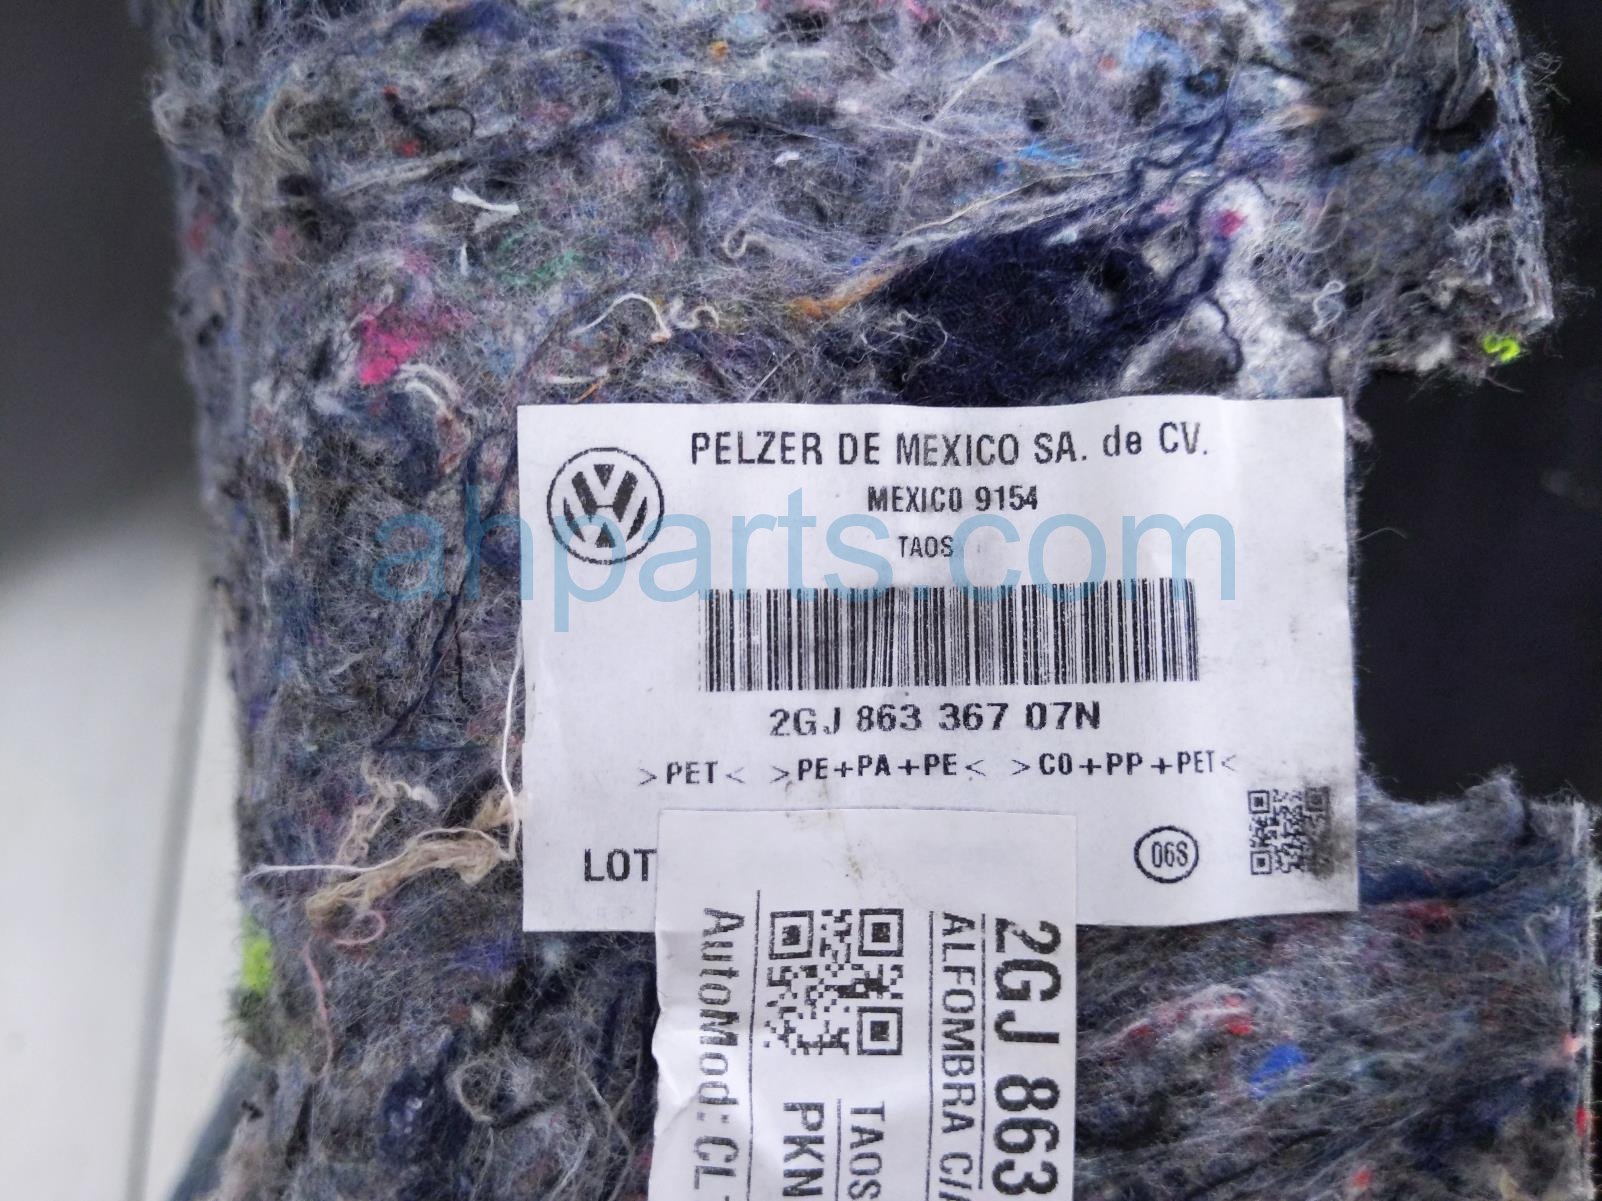 PELZER DE MEXICO SA. de CV.
MEXICO 9154
TAOS
ahparts.com
2GJ 863 367 07N
>PET< >PE+PA+PE< >CO+PP+PET<
LOT
06S
2GJ 863
ALFOMBRA C/A
TAOS
PKN
AutoMod: CL